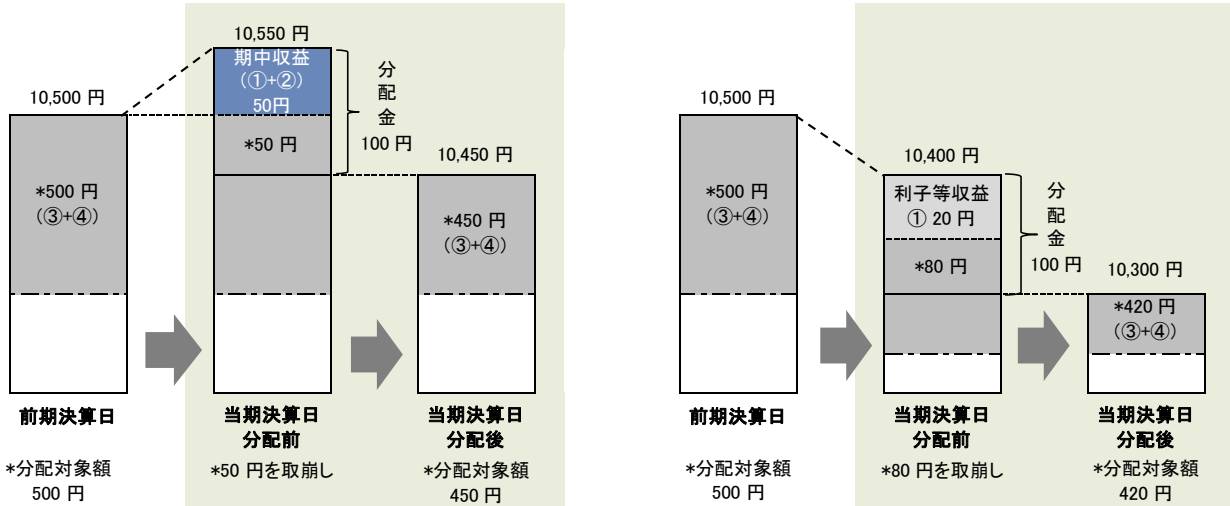 10,500 円
*500 円
(③+④)
前期決算日
*分配対象額
500 円
10,550 円
期中収益
(①+②)
50円
*50 円
分
配
金
100 円
当期決算日
分配前
*50 円を取崩し
10,450 円
*450 円
(③+④)
当期決算日
分配後
*分配対象額
450 円
10,500 円
*500 円
(③+④)
前期決算日
*分配対象額
500 円
10,400 円
利子等収益
① 20 円
*80 円
分
配
金
100 円
当期決算日
分配前
*80 円を取崩し
10,300 円
*420 円
(③+④)
当期決算日
分配後
*分配対象額
420 円